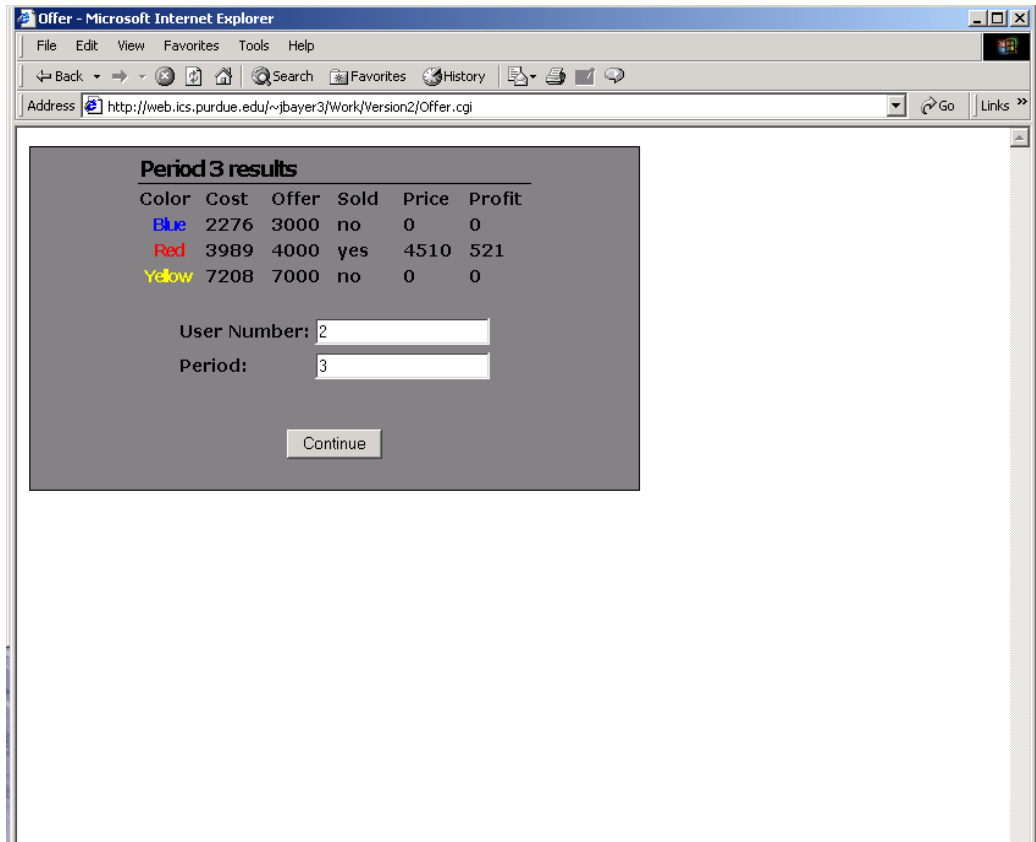 Offer - Microsoft Internet Explorer
File Edit View Favorites Tools Help
Back Search Favorites History
Address http://web.ics.purdue.edu/~jbayer3/Work/Version2/Offer.cgi Go Links »
Period 3 results
Color Cost Offer Sold Price Profit
Blue 2276 3000 no 0 0
Red 3989 4000 yes 4510 521
Yellow 7208 7000 no 0 0
User Number: 2
Period: 3
Continue